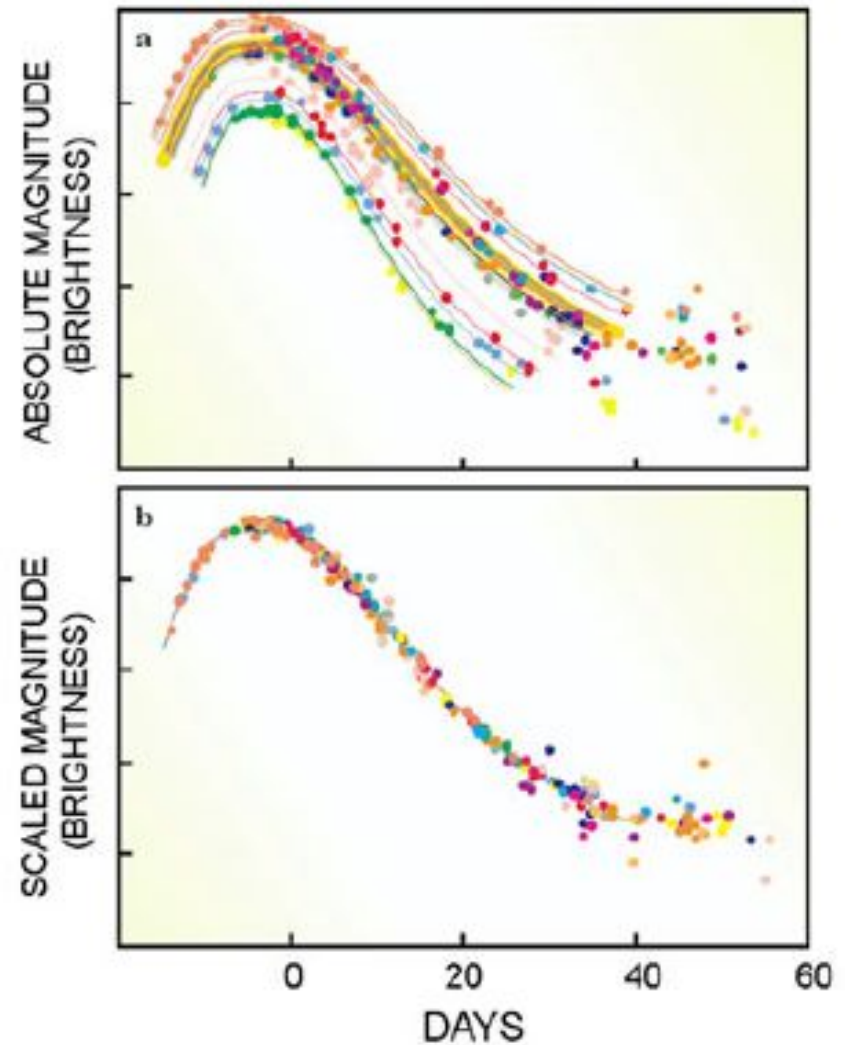 a
ABSOLUTE MAGNITUDE
(BRIGHTNESS)
b
SCALED MAGNITUDE
(BRIGHTNESS)
0 20 40 60
DAYS